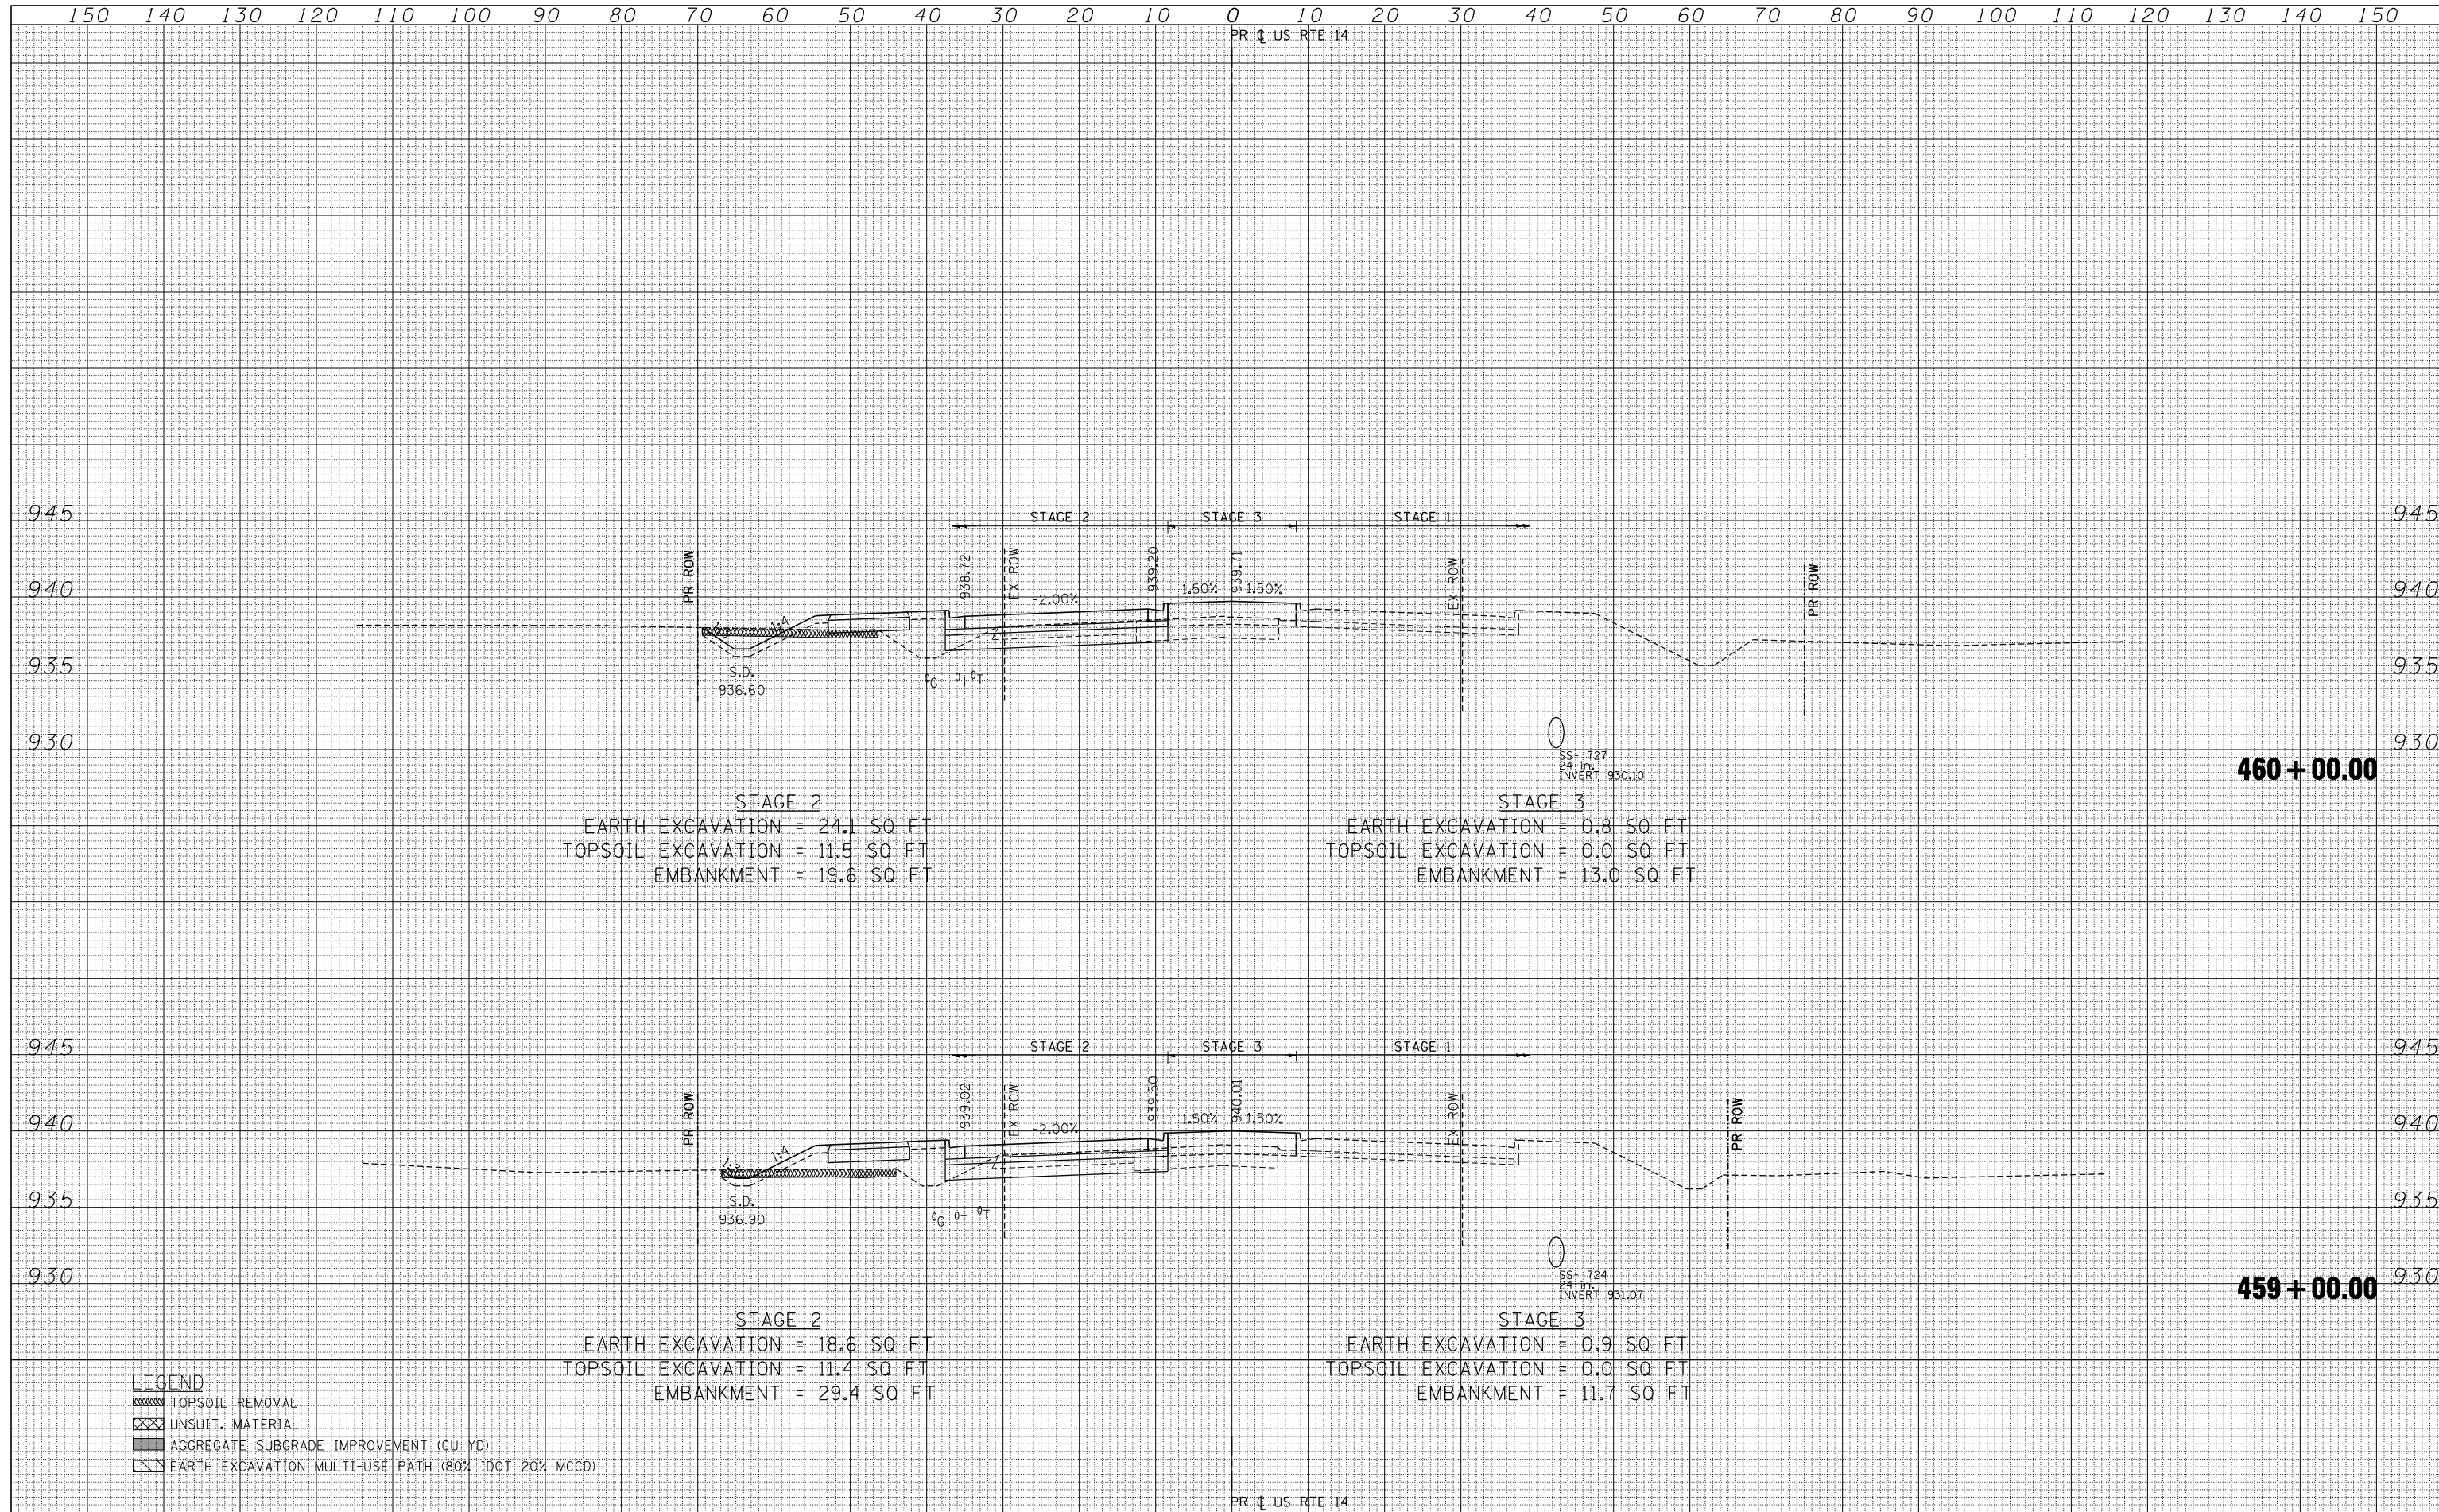 150 140 130 120 110 100 90 80 70 60 50 40 30 20 10 0 10 20 30 40 50 60 70 80 90 100 110 120 130 140 150
PR ℄ US RTE 14
945 945
STAGE 2 STAGE 3 STAGE 1
PR ROW
938.72
EX ROW
939.20
939.71
EX ROW
PR ROW
940 940
-2.00% 1.50% 1.50%
1:4
935 935
S.D.
936.60
G T T
930 930
SS- 727
24 in.
INVERT 930.10
460+00.00
STAGE 2
EARTH EXCAVATION = 24.1 SQ FT
TOPSOIL EXCAVATION = 11.5 SQ FT
EMBANKMENT = 19.6 SQ FT
STAGE 3
EARTH EXCAVATION = 0.8 SQ FT
TOPSOIL EXCAVATION = 0.0 SQ FT
EMBANKMENT = 13.0 SQ FT
945 945
STAGE 2 STAGE 3 STAGE 1
PR ROW
939.02
EX ROW
939.50
940.01
EX ROW
PR ROW
940 940
-2.00% 1.50% 1.50%
1:4
935 935
S.D.
936.90
G T T
930 930
SS- 724
24 in.
INVERT 931.07
459+00.00
STAGE 2
EARTH EXCAVATION = 18.6 SQ FT
TOPSOIL EXCAVATION = 11.4 SQ FT
EMBANKMENT = 29.4 SQ FT
STAGE 3
EARTH EXCAVATION = 0.9 SQ FT
TOPSOIL EXCAVATION = 0.0 SQ FT
EMBANKMENT = 11.7 SQ FT
LEGEND
TOPSOIL REMOVAL
UNSUIT. MATERIAL
AGGREGATE SUBGRADE IMPROVEMENT (CU YD)
EARTH EXCAVATION MULTI-USE PATH (80% IDOT 20% MCCD)
PR ℄ US RTE 14